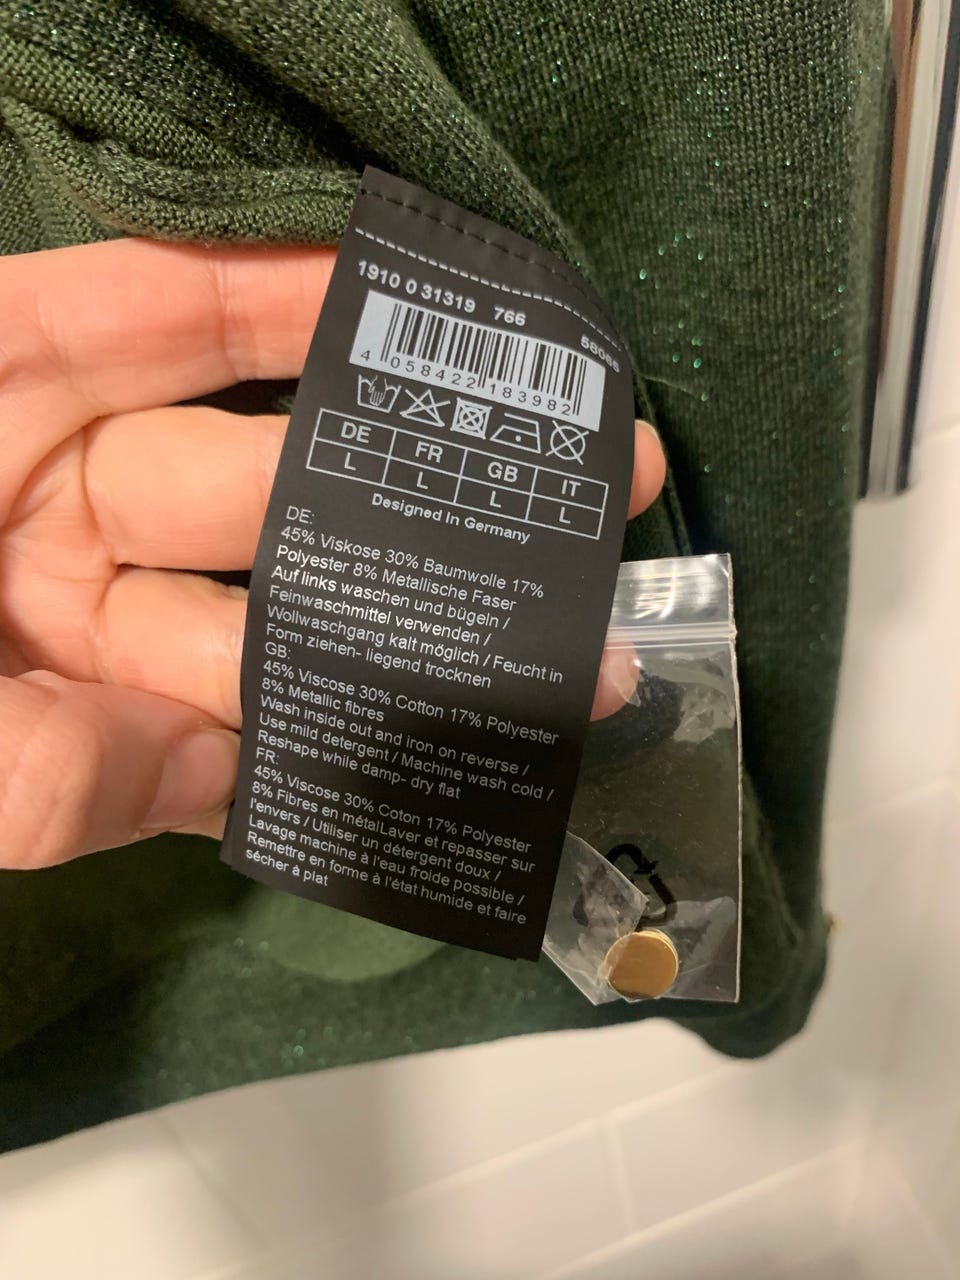 1910 0 31319 766
58066
4 058422 183982
DE FR GB IT
L L L L
Designed In Germany
DE:
45% Viskose 30% Baumwolle 17%
Polyester 8% Metallische Faser
Auf links waschen und bügeln /
Feinwaschmittel verwenden /
Wollwaschgang kalt möglich / Feucht in
Form ziehen- liegend trocknen
GB:
45% Viscose 30% Cotton 17% Polyester
8% Metallic fibres
Wash inside out and iron on reverse /
Use mild detergent / Machine wash cold /
Reshape while damp- dry flat
FR:
45% Viscose 30% Coton 17% Polyester
8% Fibres en métalLaver et repasser sur
l'envers / Utiliser un détergent doux /
Lavage machine à l'eau froide possible /
Remettre en forme à l'état humide et faire
sécher à plat